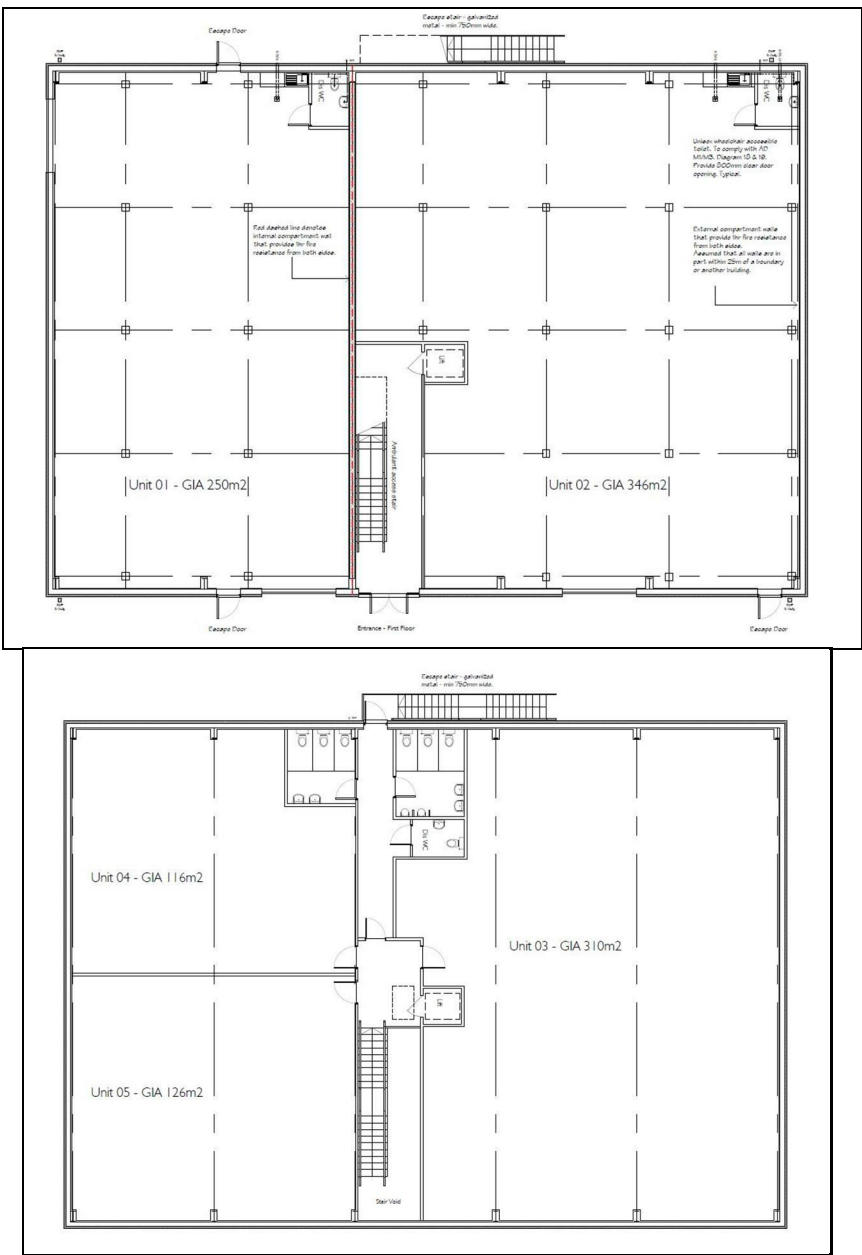 Escape stair - galvanized
metal - min 750mm wide.
Escape Door
Dis WC
Dis WC
Unisex wheelchair accessible
toilet. To comply with AD
M1/M3. Diagram 18 & 19.
Provide 800mm clear door
opening. Typical.
Red dashed line denotes
internal compartment wall
that provides 1hr fire
resistance from both sides.
External compartment walls
that provide 1hr fire resistance
from both sides.
Assumed that all walls are in
part within 25m of a boundary
or another building.
Lift
Ambulant access stair
Unit 01 - GIA 250m2
Unit 02 - GIA 346m2
Escape Door
Entrance - First Floor
Escape Door
Escape stair - galvanized
metal - min 750mm wide.
Dis WC
Unit 04 - GIA 116m2
Unit 03 - GIA 310m2
Lift
Unit 05 - GIA 126m2
Stair Void